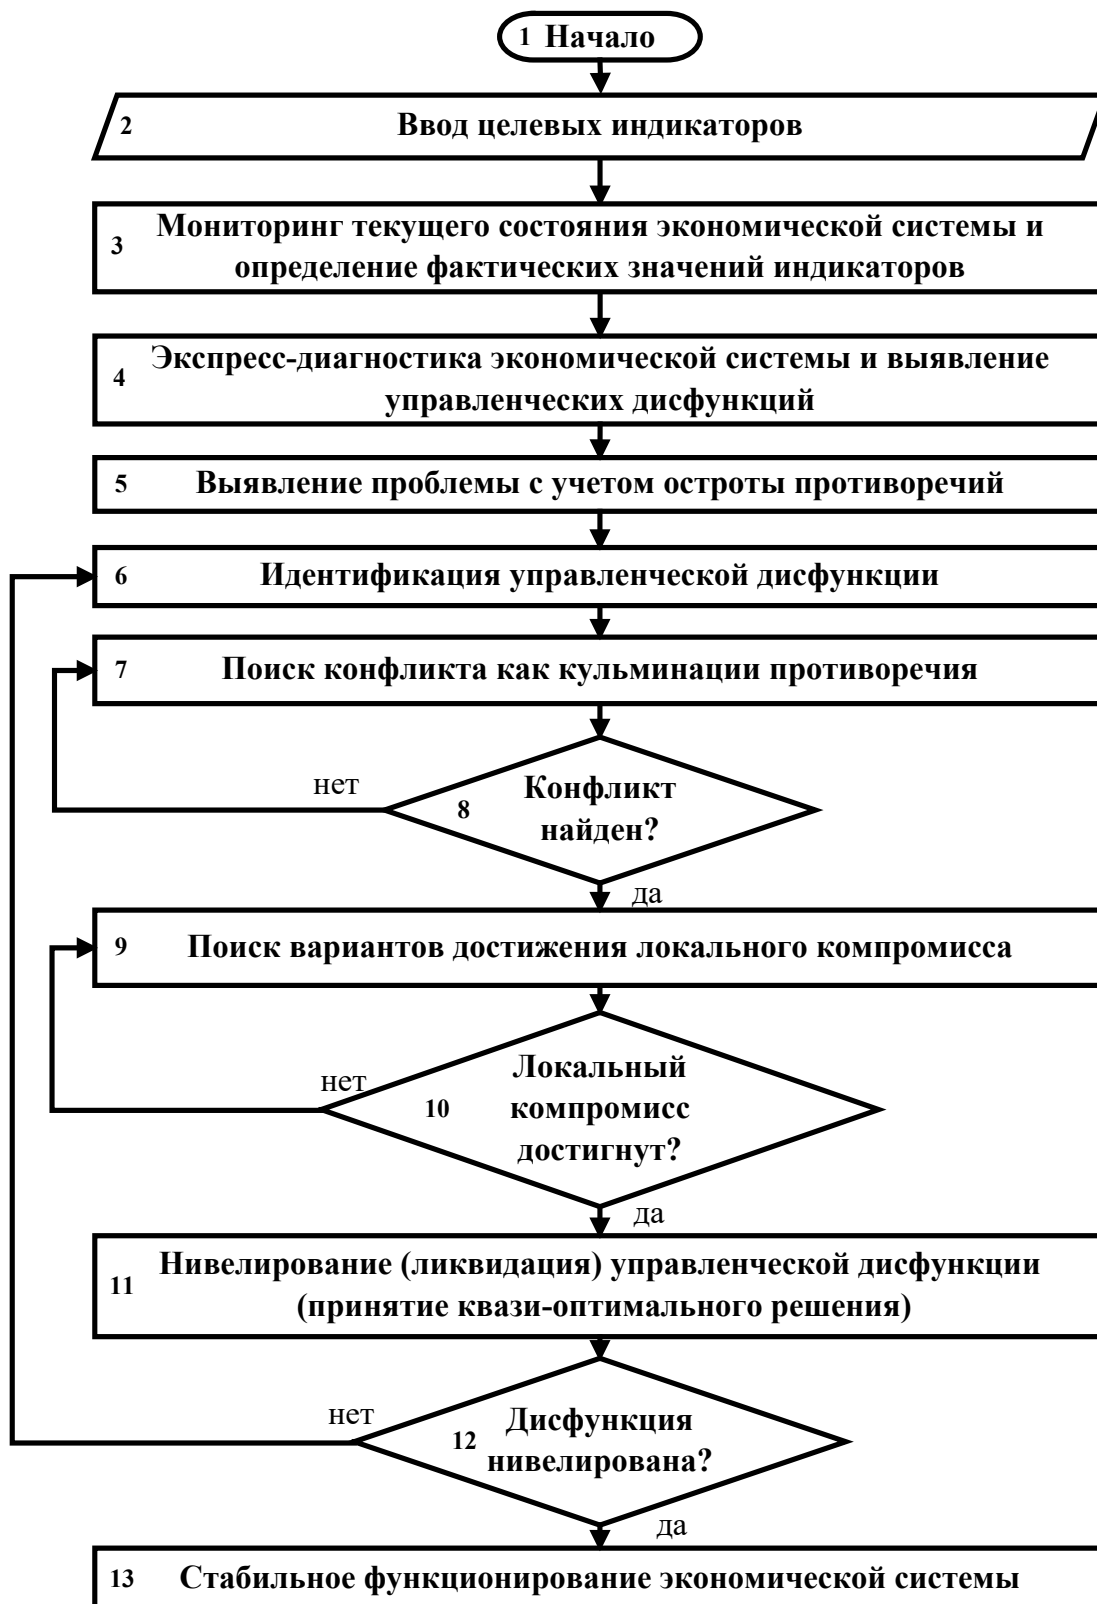 1 Начало
2 Ввод целевых индикаторов
3 Мониторинг текущего состояния экономической системы и
определение фактических значений индикаторов
4 Экспресс-диагностика экономической системы и выявление
управленческих дисфункций
5 Выявление проблемы с учетом остроты противоречий
6 Идентификация управленческой дисфункции
7 Поиск конфликта как кульминации противоречия
нет
8 Конфликт
найден?
да
9 Поиск вариантов достижения локального компромисса
нет
Локальный
10 компромисс
достигнут?
да
11 Нивелирование (ликвидация) управленческой дисфункции
(принятие квази-оптимального решения)
нет
12 Дисфункция
нивелирована?
да
13 Стабильное функционирование экономической системы